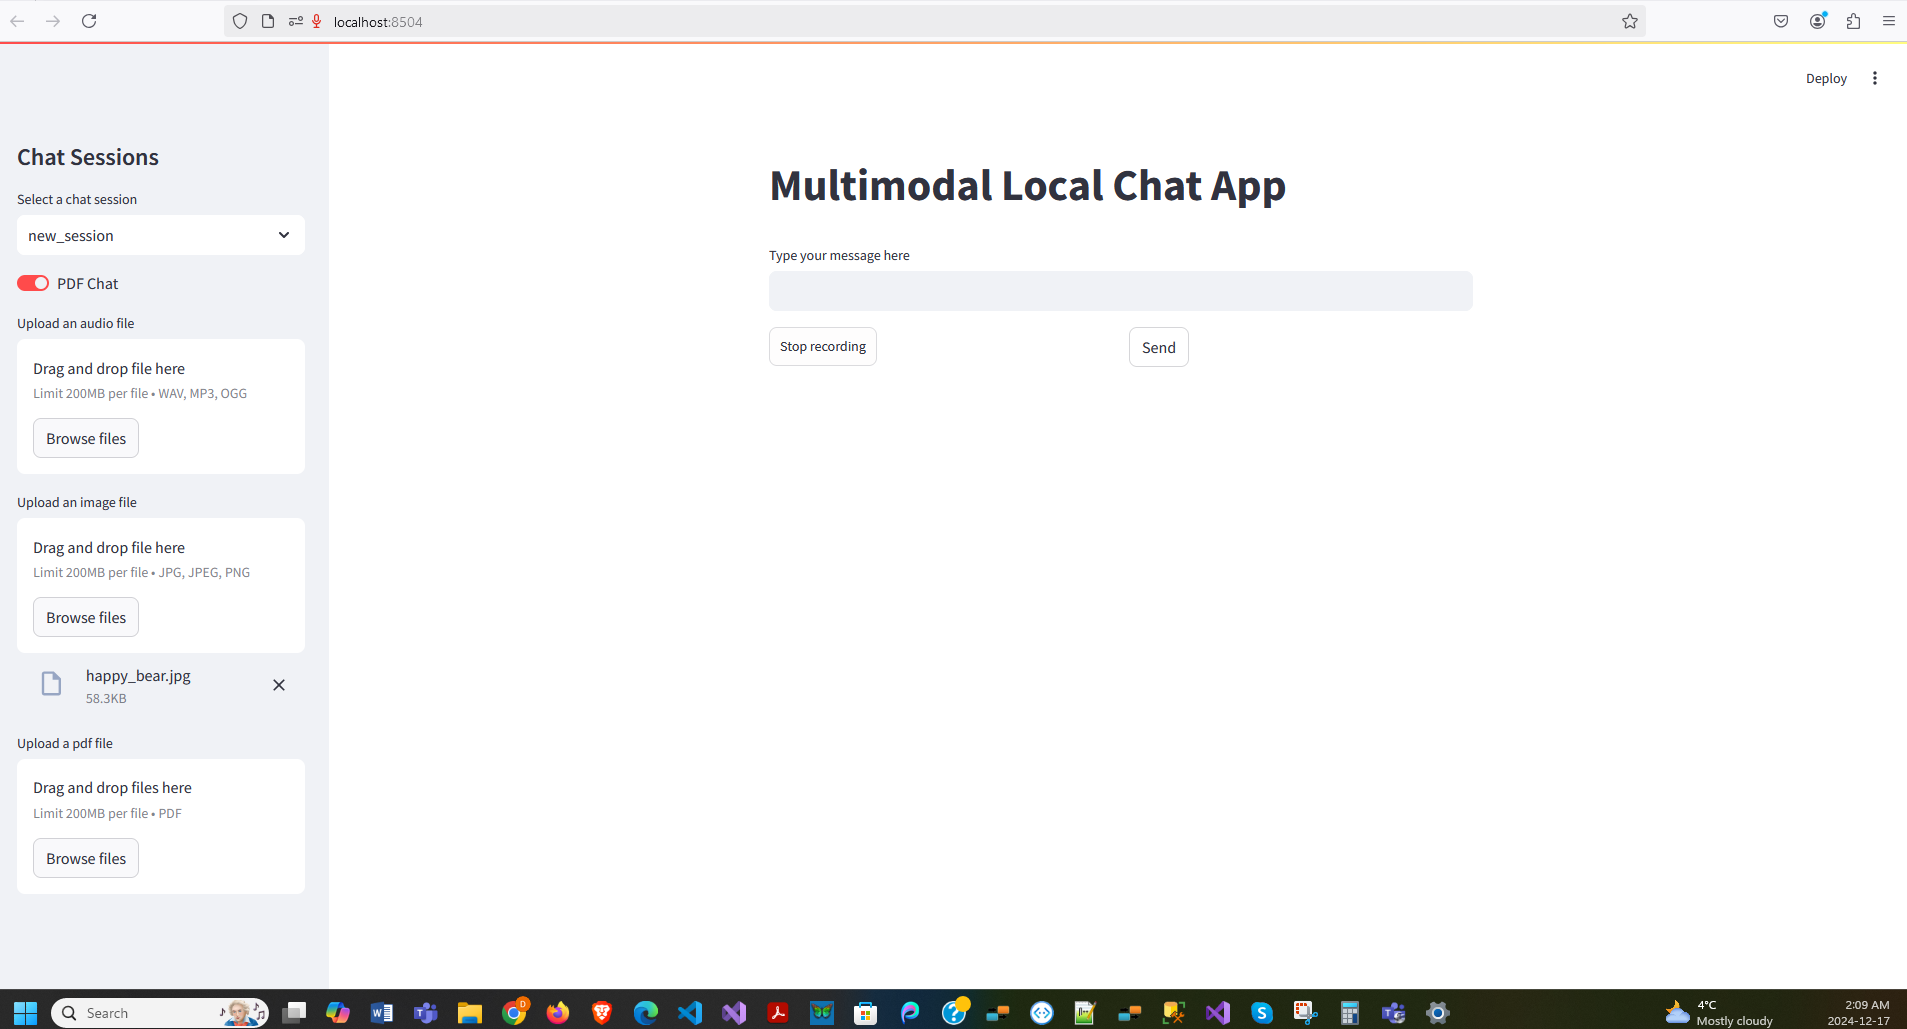 localhost:8504
Deploy
Chat Sessions
Select a chat session
new_session
PDF Chat
Upload an audio file
Drag and drop file here
Limit 200MB per file • WAV, MP3, OGG
Browse files
Upload an image file
Drag and drop file here
Limit 200MB per file • JPG, JPEG, PNG
Browse files
happy_bear.jpg
58.3KB
Upload a pdf file
Drag and drop files here
Limit 200MB per file • PDF
Browse files
Multimodal Local Chat App
Type your message here
Stop recording
Send
Search
4°C
Mostly cloudy
2:09 AM
2024-12-17